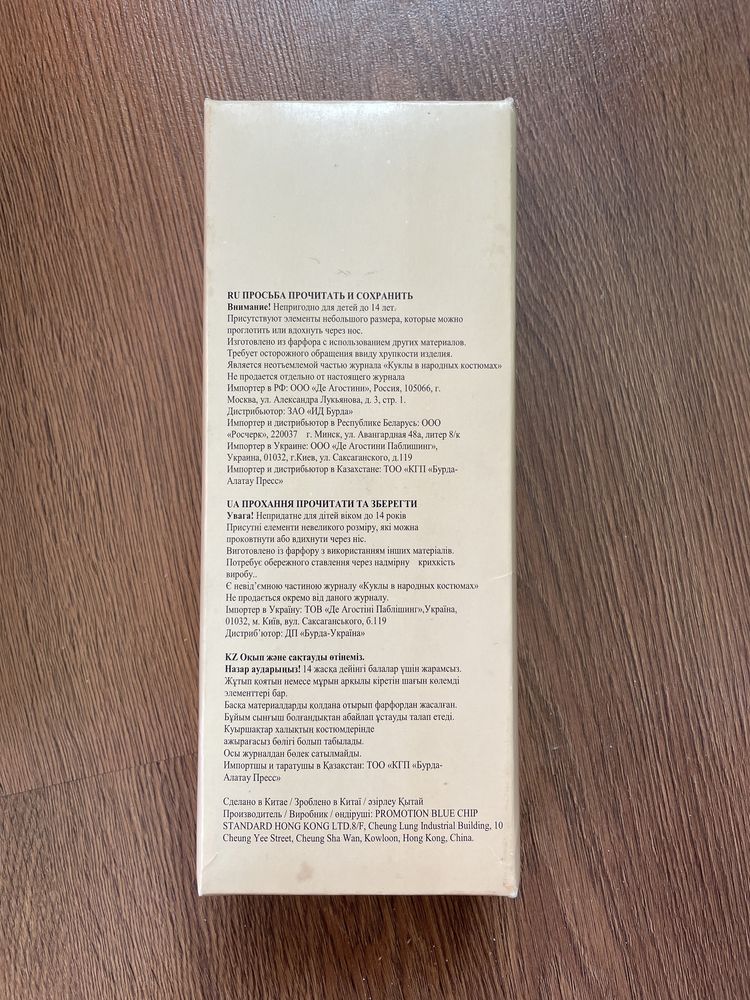 RU ПРОСЬБА ПРОЧИТАТЬ И СОХРАНИТЬ
Внимание! Непригодно для детей до 14 лет.
Присутствуют элементы небольшого размера, которые можно
проглотить или вдохнуть через нос.
Изготовлено из фарфора с использованием других материалов.
Требует осторожного обращения ввиду хрупкости изделия.
Является неотъемлемой частью журнала «Куклы в народных костюмах»
Не продается отдельно от настоящего журнала
Импортер в РФ: ООО «Де Агостини», Россия, 105066, г.
Москва, ул. Александра Лукьянова, д. 3, стр. 1.
Дистрибьютор: ЗАО «ИД Бурда»
Импортер и дистрибьютор в Республике Беларусь: ООО
«Росчерк», 220037 г. Минск, ул. Авангардная 48а, литер 8/к
Импортер в Украине: ООО «Де Агостини Паблишинг»,
Украина, 01032, г.Киев, ул. Саксаганского, д.119
Импортер и дистрибьютор в Казахстане: ТОО «КГП «Бурда-
Алатау Пресс»
UA ПРОХАННЯ ПРОЧИТАТИ ТА ЗБЕРЕГТИ
Увага! Непридатне для дітей віком до 14 років
Присутні елементи невеликого розміру, які можна
проковтнути або вдихнути через ніс.
Виготовлено із фарфору з використанням інших матеріалів.
Потребує обережного ставлення через надмірну крихкість
виробу..
Є невід’ємною частиною журналу «Куклы в народных костюмах»
Не продається окремо від даного журналу.
Імпортер в Україну: ТОВ «Де Агостіні Паблішинг»,Україна,
01032, м. Київ, вул. Саксаганського, б.119
Дистриб’ютор: ДП «Бурда-Україна»
KZ Оқып және сақтауды өтінеміз.
Назар аударыңыз! 14 жасқа дейінгі балалар үшін жарамсыз.
Жұтып қоятын немесе мұрын арқылы кіретін шағын көлемді
элементтері бар.
Басқа материалдарды қолдана отырып фарфордан жасалған.
Бұйым сынғыш болғандықтан абайлап ұстауды талап етеді.
Куыршақтар халықтың костюмдерінде
ажырағасыз бөлігі болып табылады.
Осы журналдан бөлек сатылмайды.
Импортшы и таратушы в Қазақстан: ТОО «КГП «Бурда-
Алатау Пресс»
Сделано в Китае / Зроблено в Китаї / әзірлеу Қытай
Производитель / Виробник / өндіруші: PROMOTION BLUE CHIP
STANDARD HONG KONG LTD.8/F, Cheung Lung Industrial Building, 10
Cheung Yee Street, Cheung Sha Wan, Kowloon, Hong Kong, China.